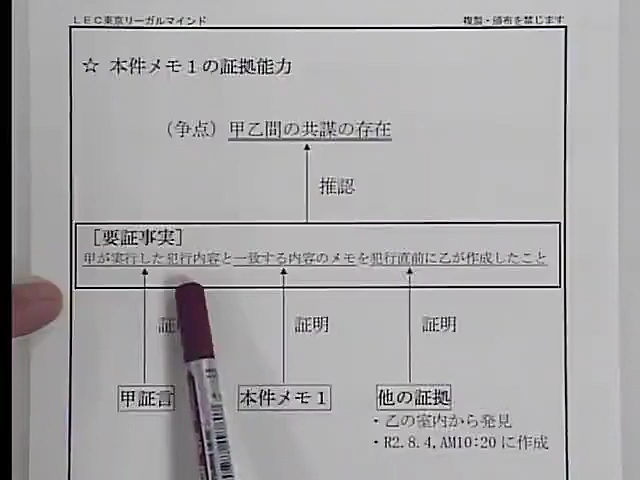 LEC東京リーガルマインド
複製・頒布を禁じます
☆ 本件メモ1の証拠能力
(争点) 甲乙間の共謀の存在
推認
[要証事実]
甲が実行した犯行内容と一致する内容のメモを犯行直前に乙が作成したこと
証
証明
証明
甲証言
本件メモ1
他の証拠
・乙の室内から発見
・R2.8.4,AM10:20に作成